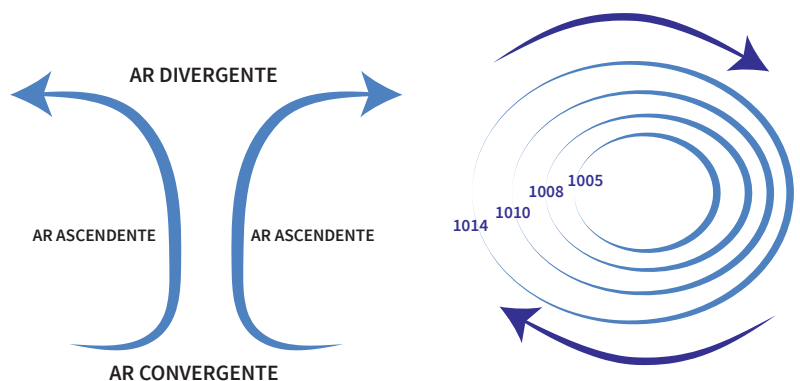 AR DIVERGENTE
AR ASCENDENTE
AR ASCENDENTE
AR CONVERGENTE
1005
1008
1010
1014